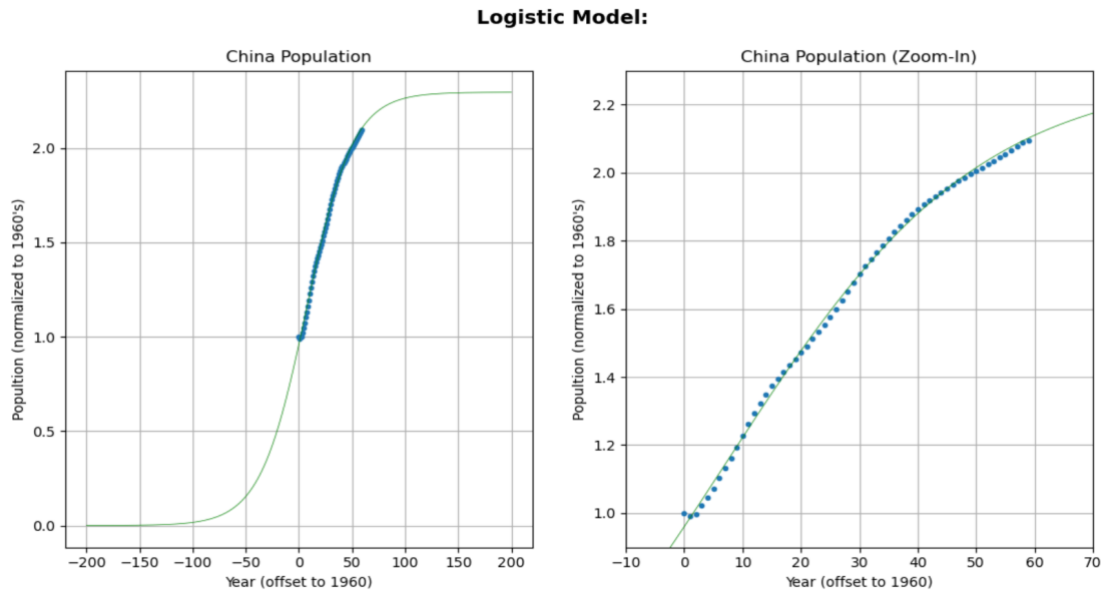 Logistic Model:
China Population
Popultion (normalized to 1960's)
2.0
1.5
1.0
0.5
0.0
−200 −150 −100 −50 0 50 100 150 200
Year (offset to 1960)
China Population (Zoom-In)
Popultion (normalized to 1960's)
2.2
2.0
1.8
1.6
1.4
1.2
1.0
−10 0 10 20 30 40 50 60 70
Year (offset to 1960)